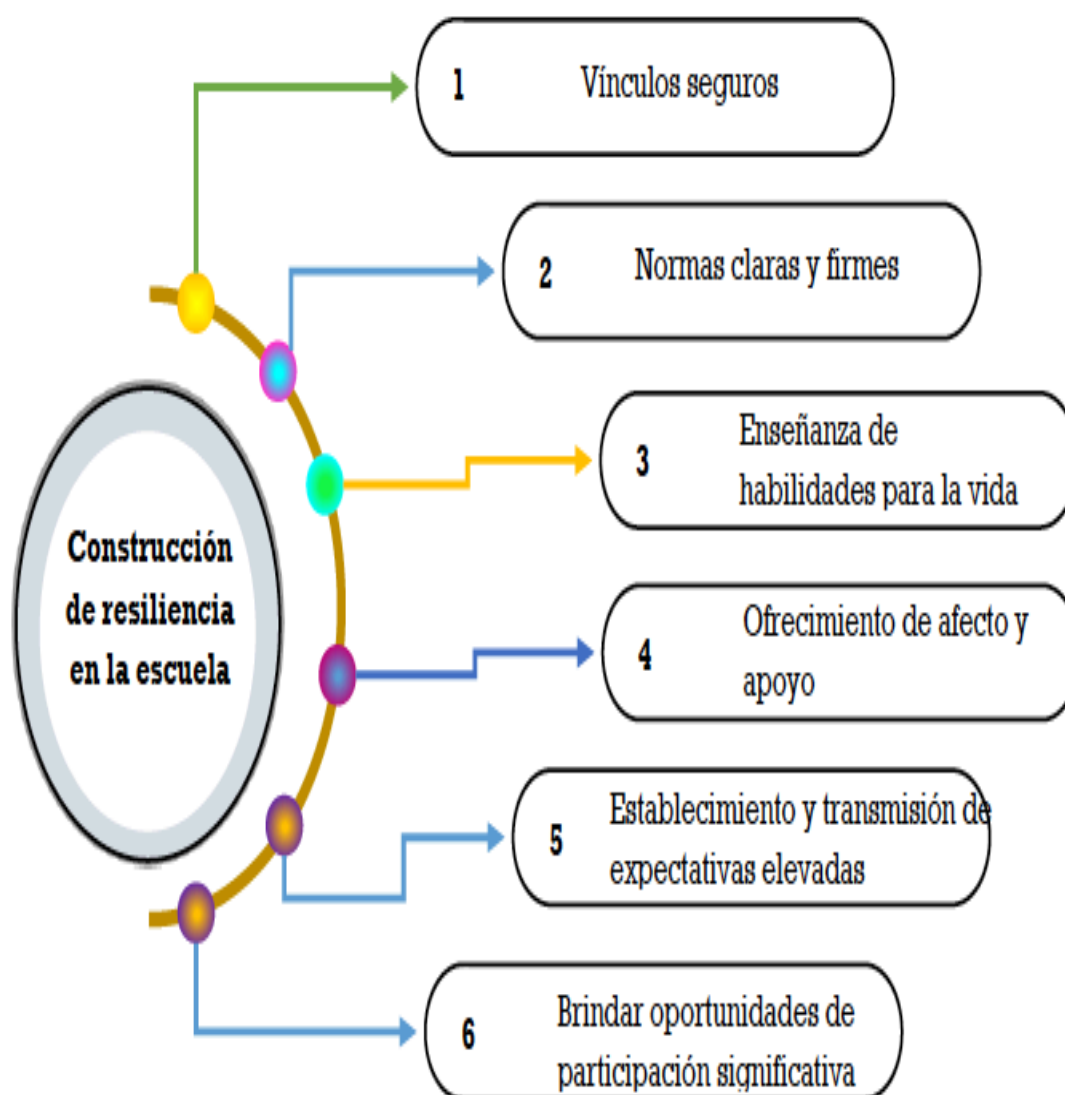 1 Vínculos seguros
2 Normas claras y firmes
3 Enseñanza de
habilidades para la vida
Construcción
de resiliencia
en la escuela
4 Ofrecimiento de afecto y
apoyo
5 Establecimiento y transmisión de
expectativas elevadas
6 Brindar oportunidades de
participación significativa